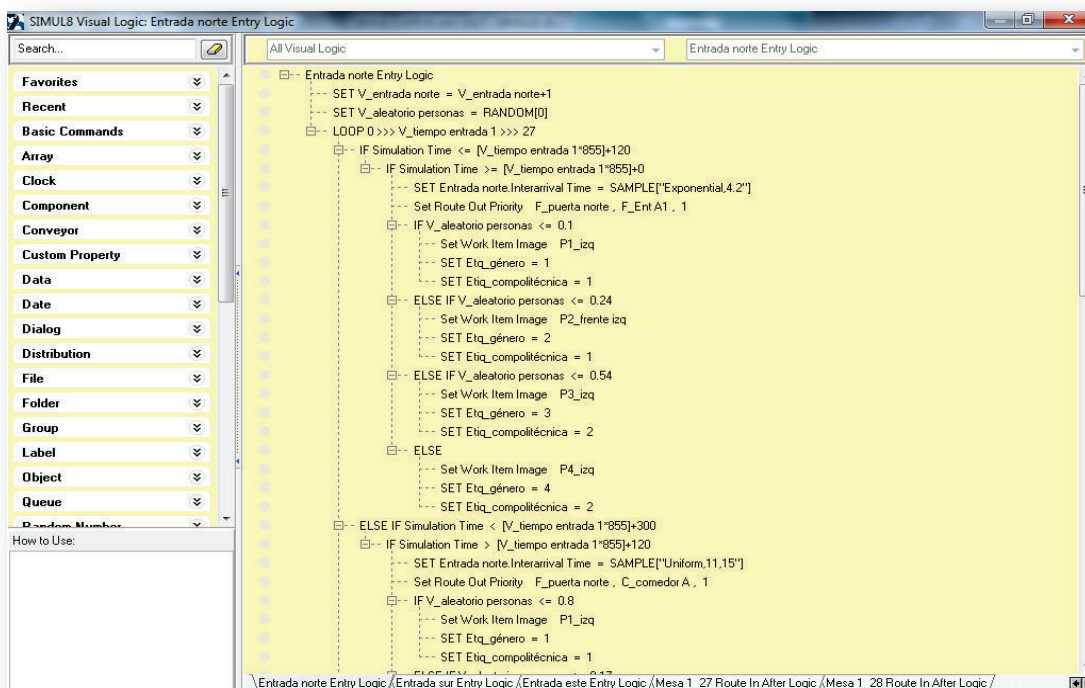 SIMUL8 Visual Logic: Entrada norte Entry Logic
Search...
All Visual Logic
Entrada norte Entry Logic
Favorites
Recent
Basic Commands
Array
Clock
Component
Conveyor
Custom Property
Data
Date
Dialog
Distribution
File
Folder
Group
Label
Object
Queue
Random Number
How to Use:
Entrada norte Entry Logic
SET V_entrada norte = V_entrada norte+1
SET V_aleatorio personas = RANDOM[0]
LOOP 0 >>> V_tiempo entrada 1 >>> 27
IF Simulation Time <= [V_tiempo entrada 1*855]+120
IF Simulation Time >= [V_tiempo entrada 1*855]+0
SET Entrada norte.Interarrival Time = SAMPLE["Exponential,4.2"]
Set Route Out Priority F_puerta norte , F_Ent A1 , 1
IF V_aleatorio personas <= 0.1
Set Work Item Image P1_izq
SET Etq_género = 1
SET Etiq_compolitécnica = 1
ELSE IF V_aleatorio personas <= 0.24
Set Work Item Image P2_frente izq
SET Etq_género = 2
SET Etiq_compolitécnica = 1
ELSE IF V_aleatorio personas <= 0.54
Set Work Item Image P3_izq
SET Etq_género = 3
SET Etiq_compolitécnica = 2
ELSE
Set Work Item Image P4_izq
SET Etq_género = 4
SET Etiq_compolitécnica = 2
ELSE IF Simulation Time < [V_tiempo entrada 1*855]+300
IF Simulation Time > [V_tiempo entrada 1*855]+120
SET Entrada norte.Interarrival Time = SAMPLE["Uniform,11,15"]
Set Route Out Priority F_puerta norte , C_comedor A , 1
IF V_aleatorio personas <= 0.8
Set Work Item Image P1_izq
SET Etq_género = 1
SET Etiq_compolitécnica = 1
\Entrada norte Entry Logic /Entrada sur Entry Logic /Entrada este Entry Logic /Mesa 1_27 Route In After Logic /Mesa 1_28 Route In After Logic /